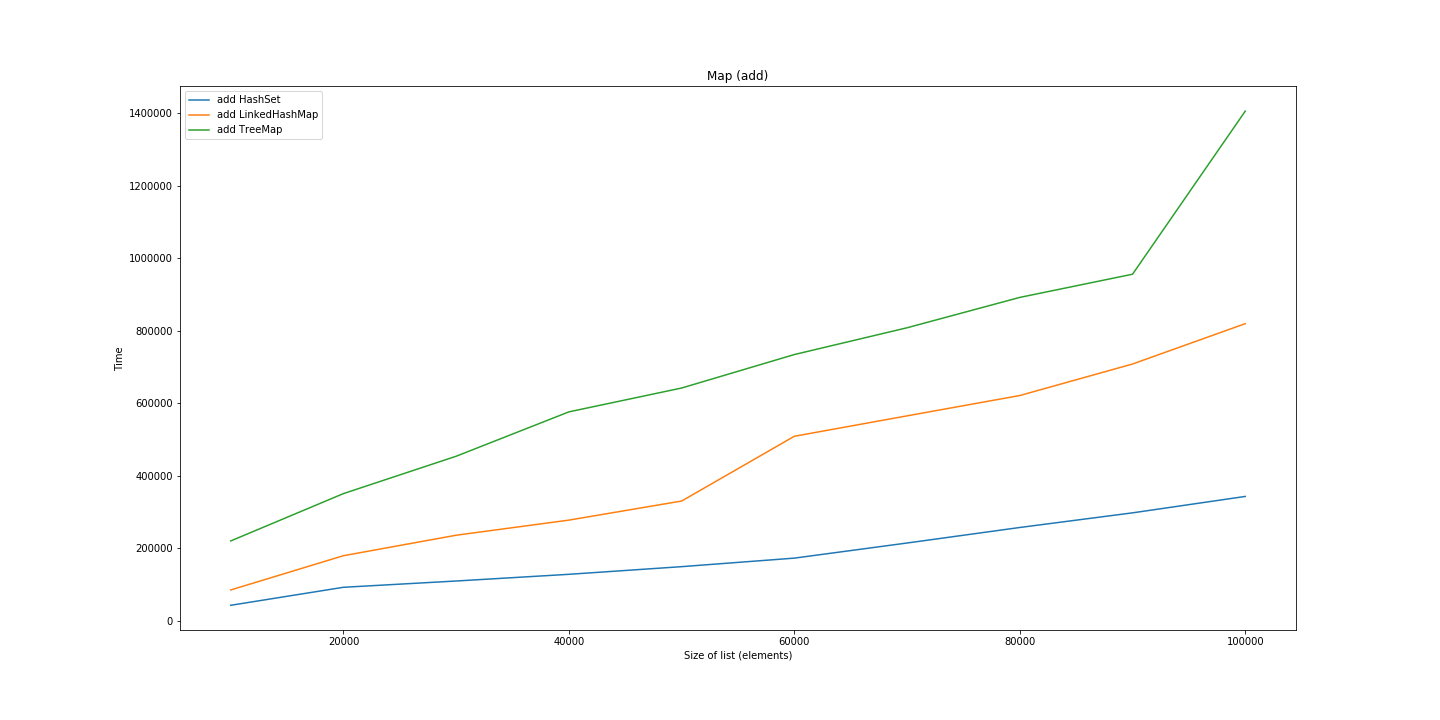 Map (add)
add HashSet
add LinkedHashMap
add TreeMap
1400000
1200000
1000000
800000
600000
400000
200000
0
Time
20000 40000 60000 80000 100000
Size of list (elements)